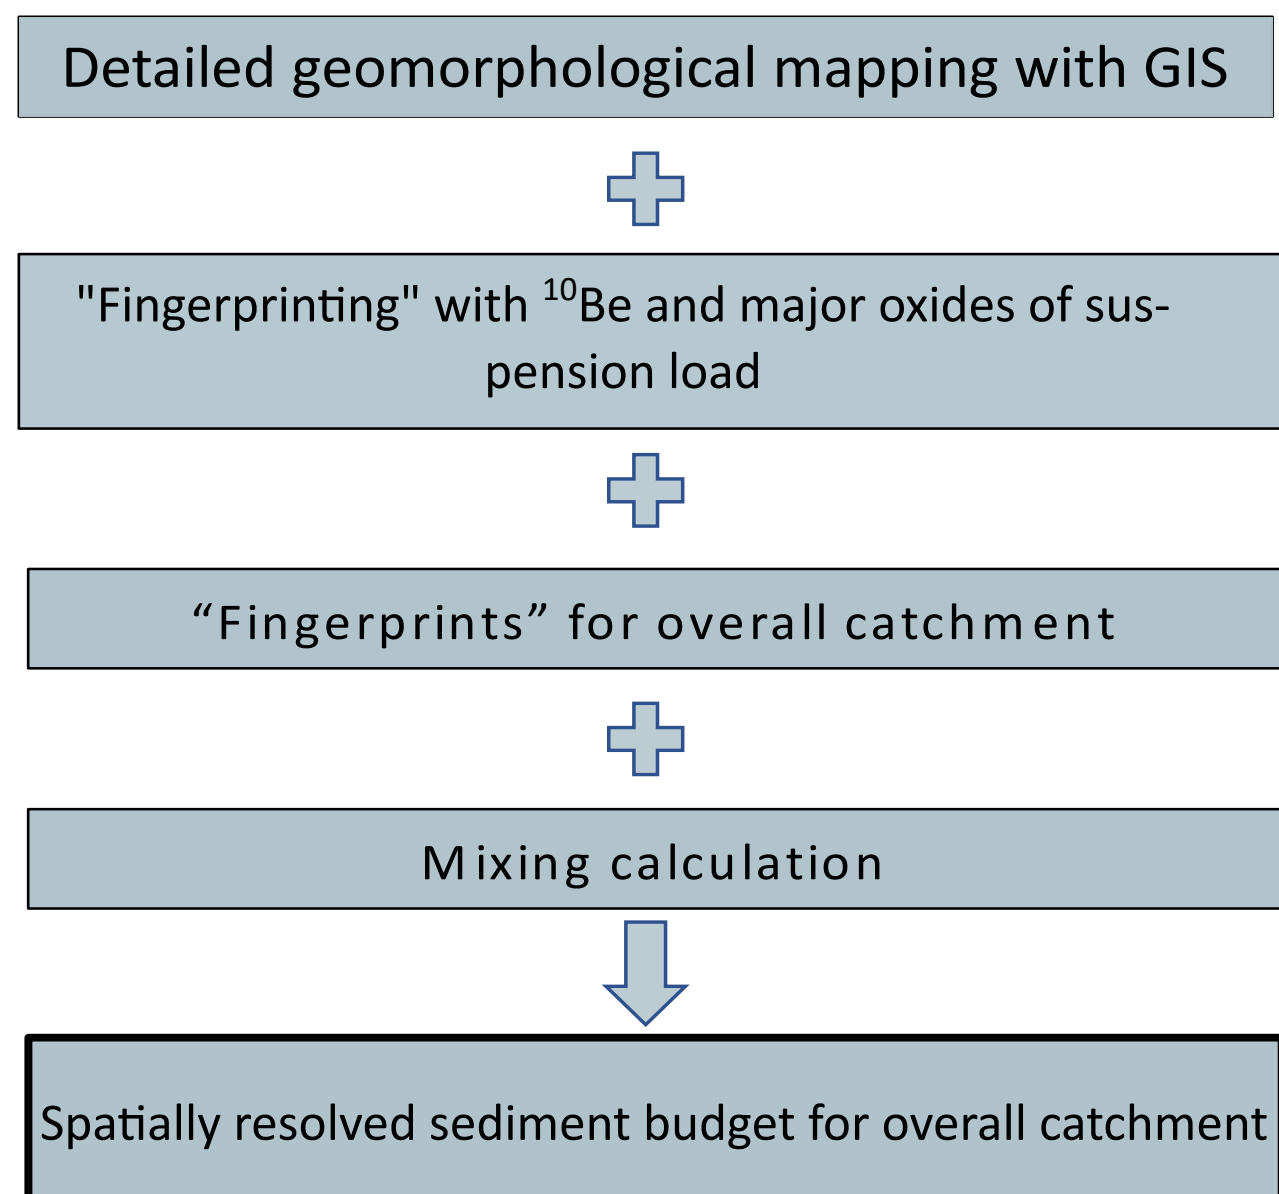 Detailed geomorphological mapping with GIS
"Fingerprinting" with ¹⁰Be and major oxides of sus-
pension load
“Fingerprints” for overall catchment
Mixing calculation
Spatially resolved sediment budget for overall catchment